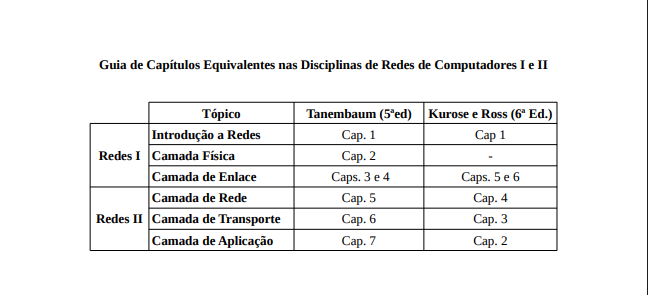 Guia de Capítulos Equivalentes nas Disciplinas de Redes de Computadores I e II
Tópico Tanembaum (5ªed) Kurose e Ross (6ª Ed.)
Redes I
Introdução a Redes Cap. 1 Cap 1
Camada Física Cap. 2 -
Camada de Enlace Caps. 3 e 4 Caps. 5 e 6
Redes II
Camada de Rede Cap. 5 Cap. 4
Camada de Transporte Cap. 6 Cap. 3
Camada de Aplicação Cap. 7 Cap. 2